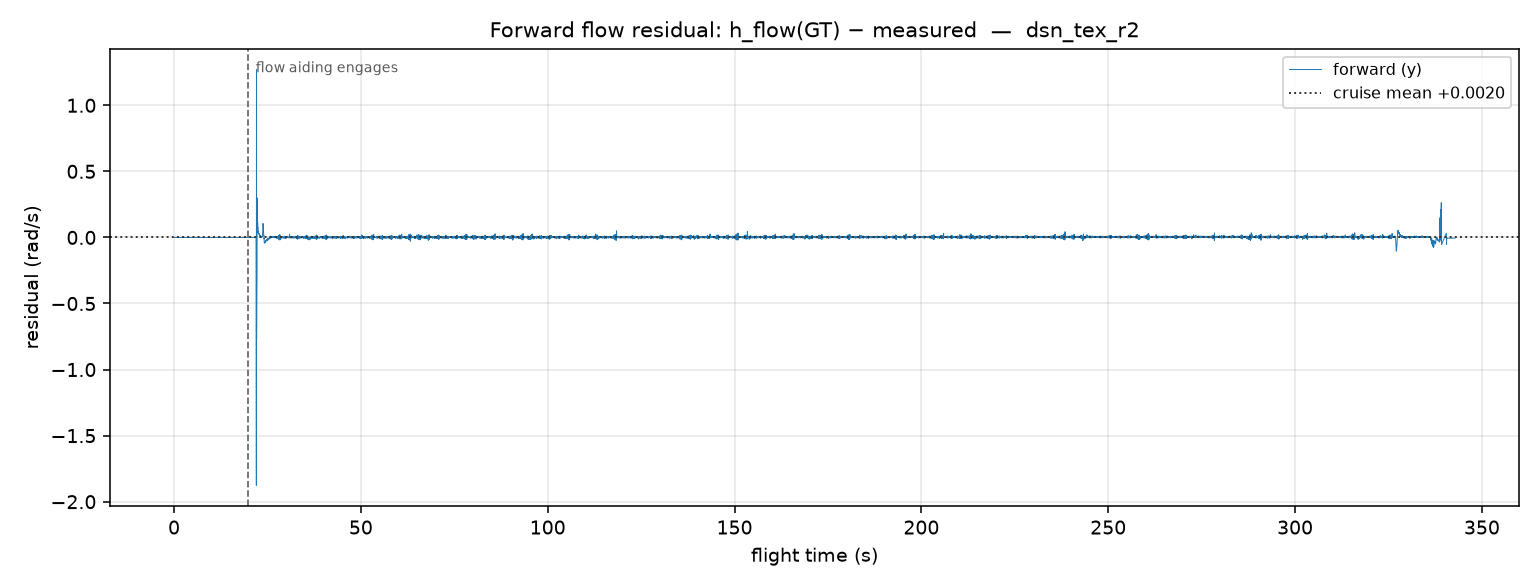 Forward flow residual: h_flow(GT) − measured — dsn_tex_r2
flow aiding engages
forward (y)
cruise mean +0.0020
residual (rad/s)
1.0
0.5
0.0
−0.5
−1.0
−1.5
−2.0
0 50 100 150 200 250 300 350
flight time (s)